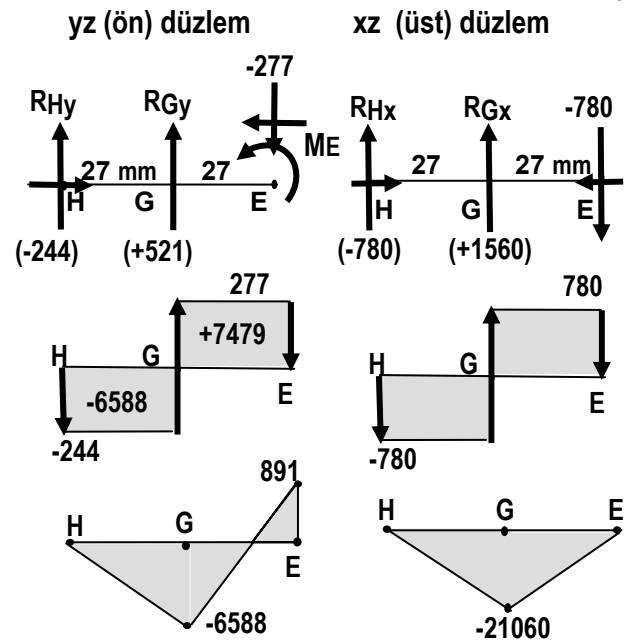 yz (ön) düzlem xz (üst) düzlem
-277
RHy RGy ME
27 mm 27
H G E
(-244) (+521)
RHx RGx -780
27 27 mm
H G E
(-780) (+1560)
277
H G +7479
-6588 E
-244
780
H G
E
-780
891
H G
E
-6588
H G E
-21060